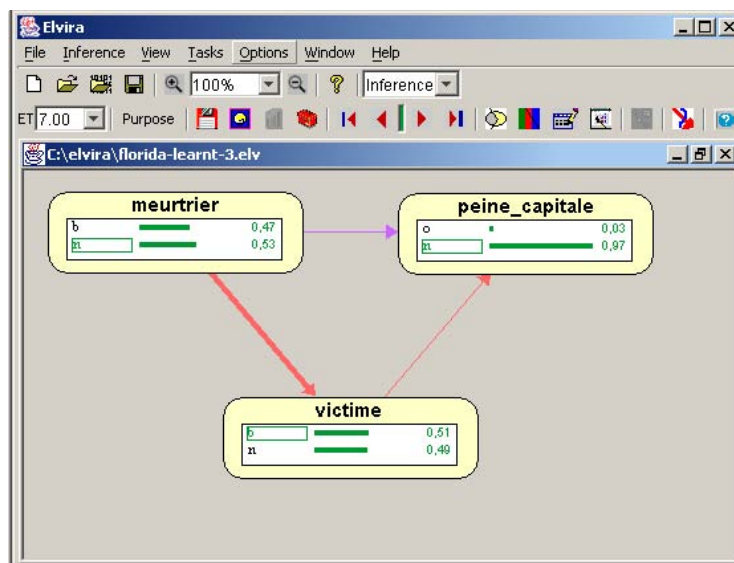 Elvira
File Inference View Tasks Options Window Help
100% Inference
ET 7.00 Purpose
C:\elvira\florida-learnt-3.elv
meurtrier
b 0,47
n 0,53
peine_capitale
o 0,03
n 0,97
victime
b 0,51
n 0,49